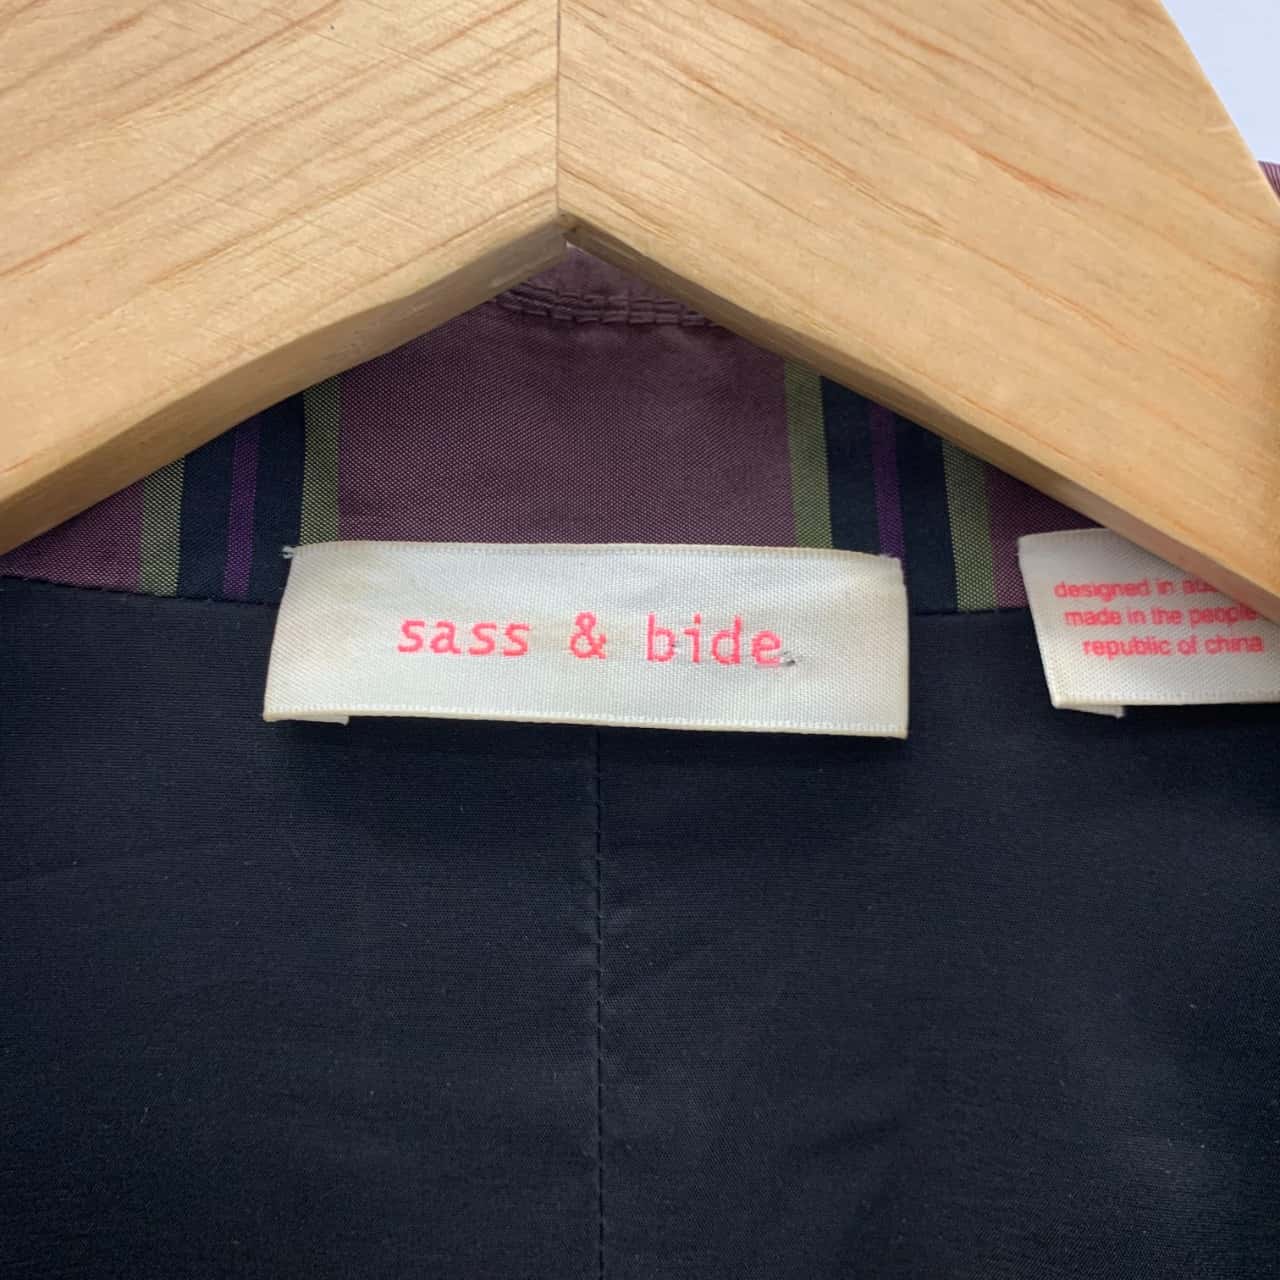 sass & bide.
designed in
made in the people
republic of china